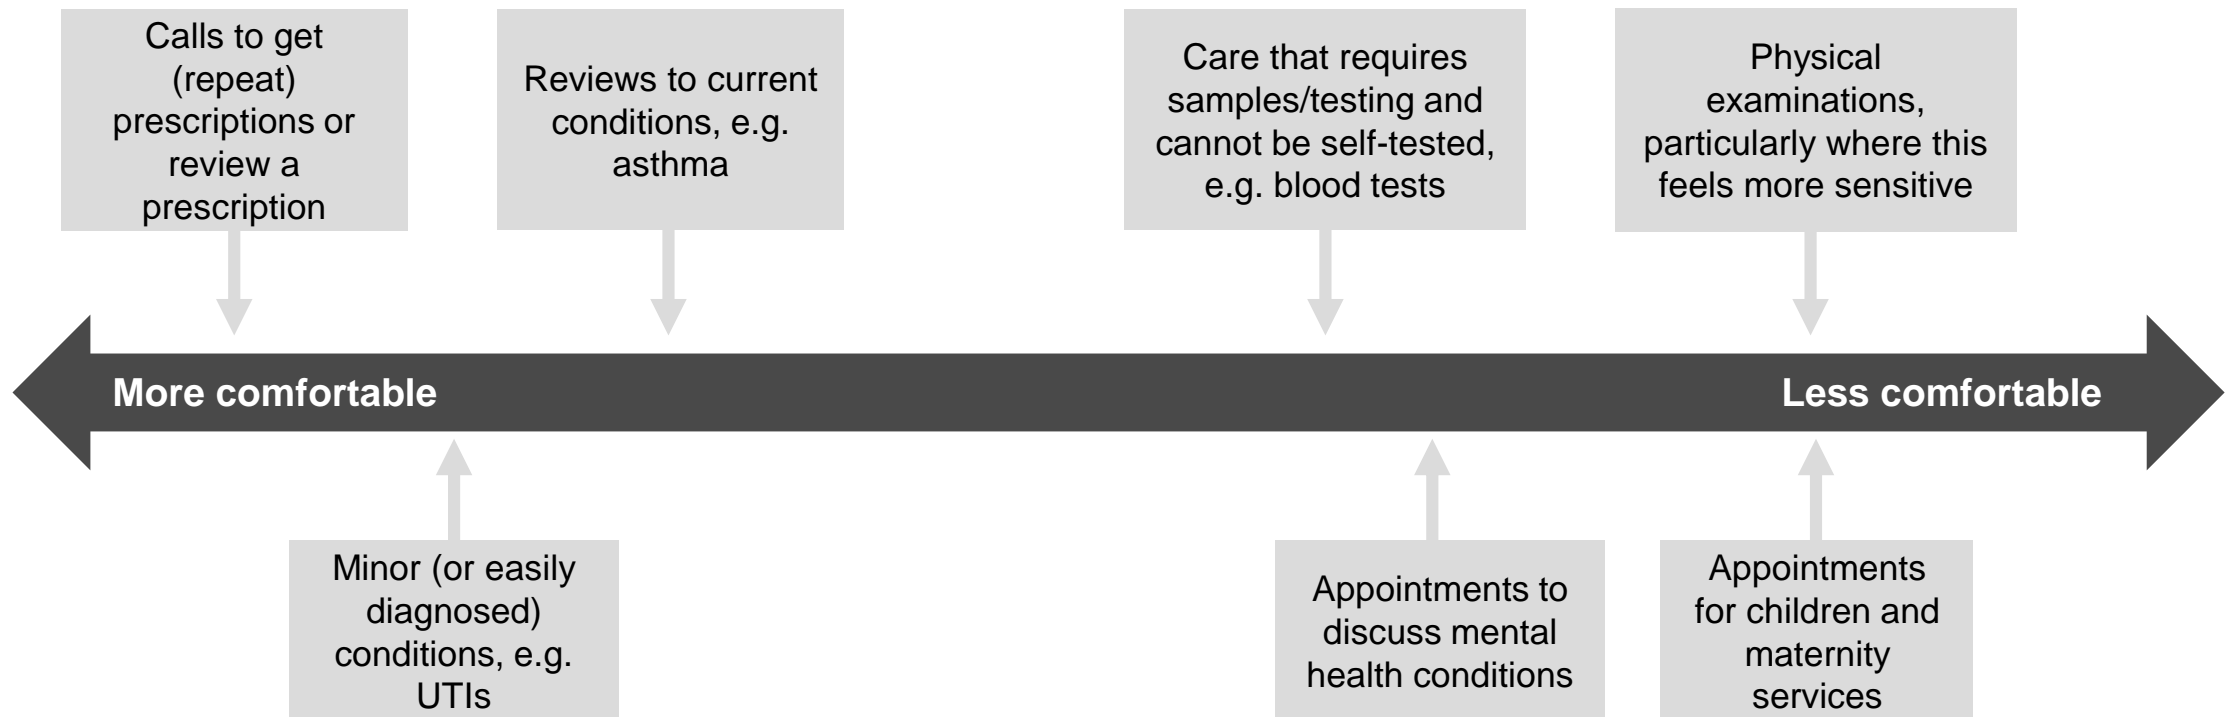 Calls to get
(repeat)
prescriptions or
review a
prescription
Reviews to current
conditions, e.g.
asthma
Care that requires
samples/testing and
cannot be self-tested,
e.g. blood tests
Physical
examinations,
particularly where this
feels more sensitive
More comfortable
Less comfortable
Minor (or easily
diagnosed)
conditions, e.g.
UTIs
Appointments to
discuss mental
health conditions
Appointments
for children and
maternity
services